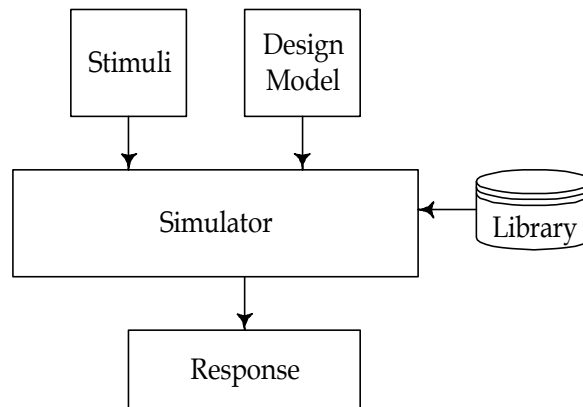 Stimuli
Design
Model
Simulator
Library
Response